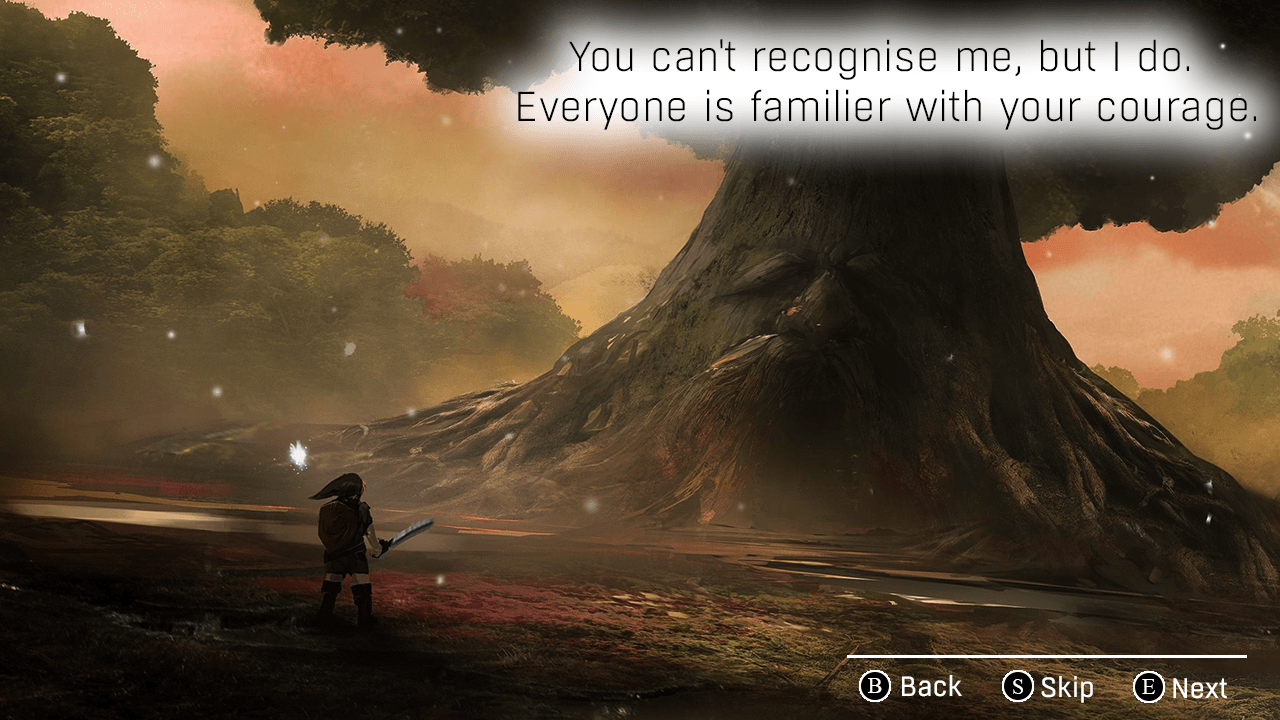 You can't recognise me, but I do.
Everyone is familier with your courage.
B Back S Skip E Next